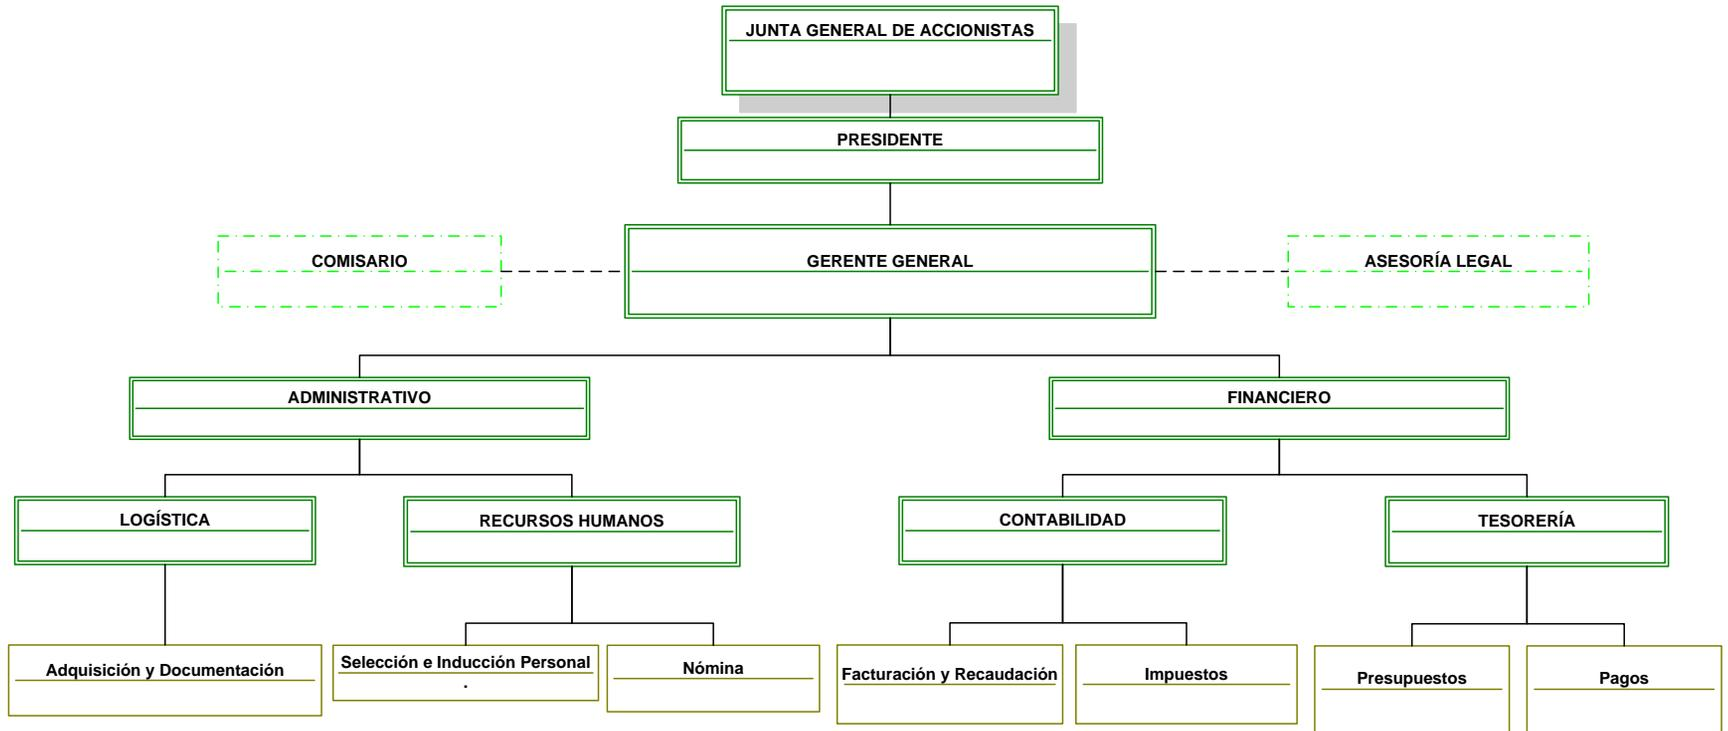 JUNTA GENERAL DE ACCIONISTAS
PRESIDENTE
COMISARIO
GERENTE GENERAL
ASESORÍA LEGAL
ADMINISTRATIVO
FINANCIERO
LOGÍSTICA
RECURSOS HUMANOS
CONTABILIDAD
TESORERÍA
Adquisición y Documentación
Selección e Inducción Personal
.
Nómina
Facturación y Recaudación
Impuestos
Presupuestos
Pagos